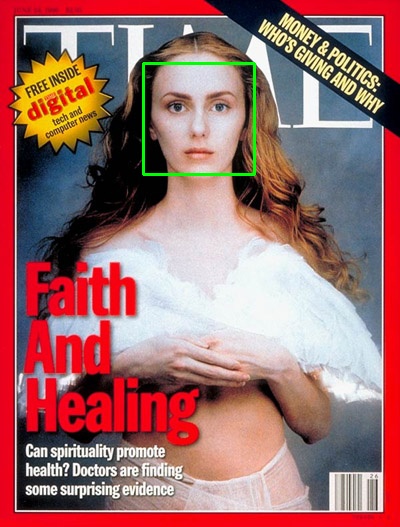 TIME
MONEY & POLITICS:
WHO'S GIVING AND WHY
FREE INSIDE
digital
tech and
computer news
Faith
And
Healing
Can spirituality promote
health? Doctors are finding
some surprising evidence
26